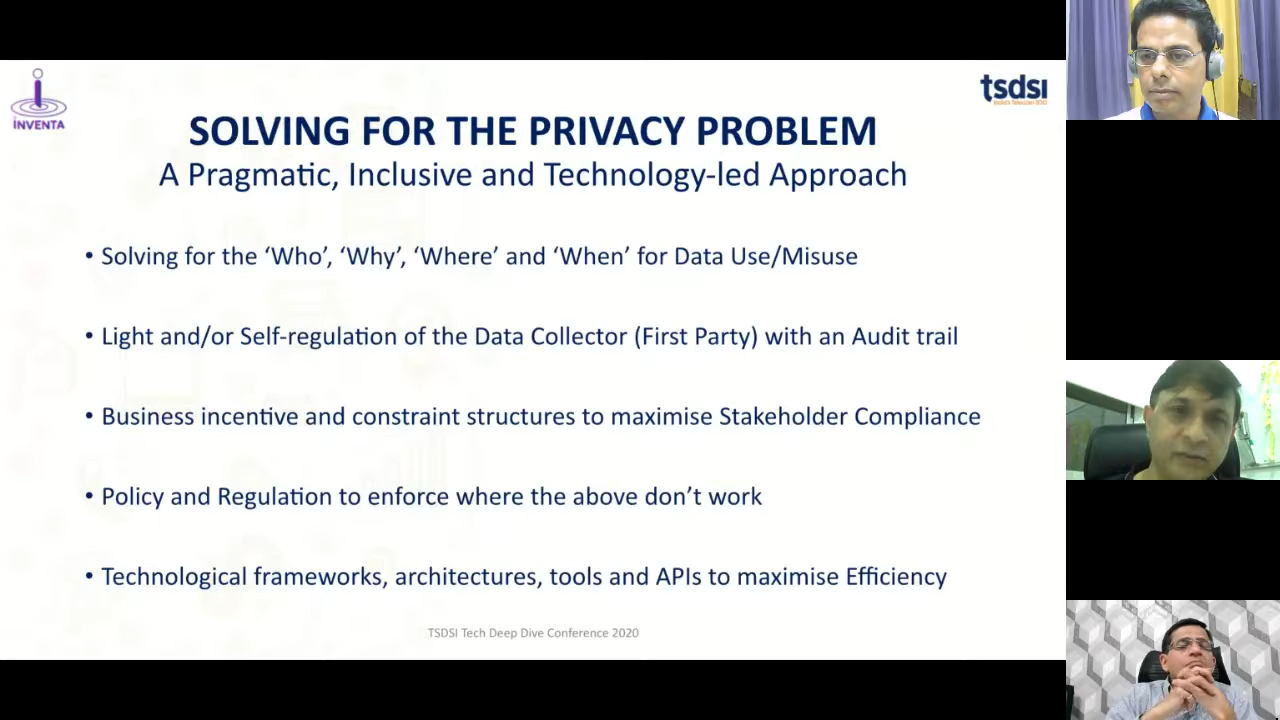 iNVENTA
tsdsi
SOLVING FOR THE PRIVACY PROBLEM
A Pragmatic, Inclusive and Technology-led Approach
• Solving for the ‘Who’, ‘Why’, ‘Where’ and ‘When’ for Data Use/Misuse
• Light and/or Self-regulation of the Data Collector (First Party) with an Audit trail
• Business incentive and constraint structures to maximise Stakeholder Compliance
• Policy and Regulation to enforce where the above don’t work
• Technological frameworks, architectures, tools and APIs to maximise Efficiency
TSDSI Tech Deep Dive Conference 2020